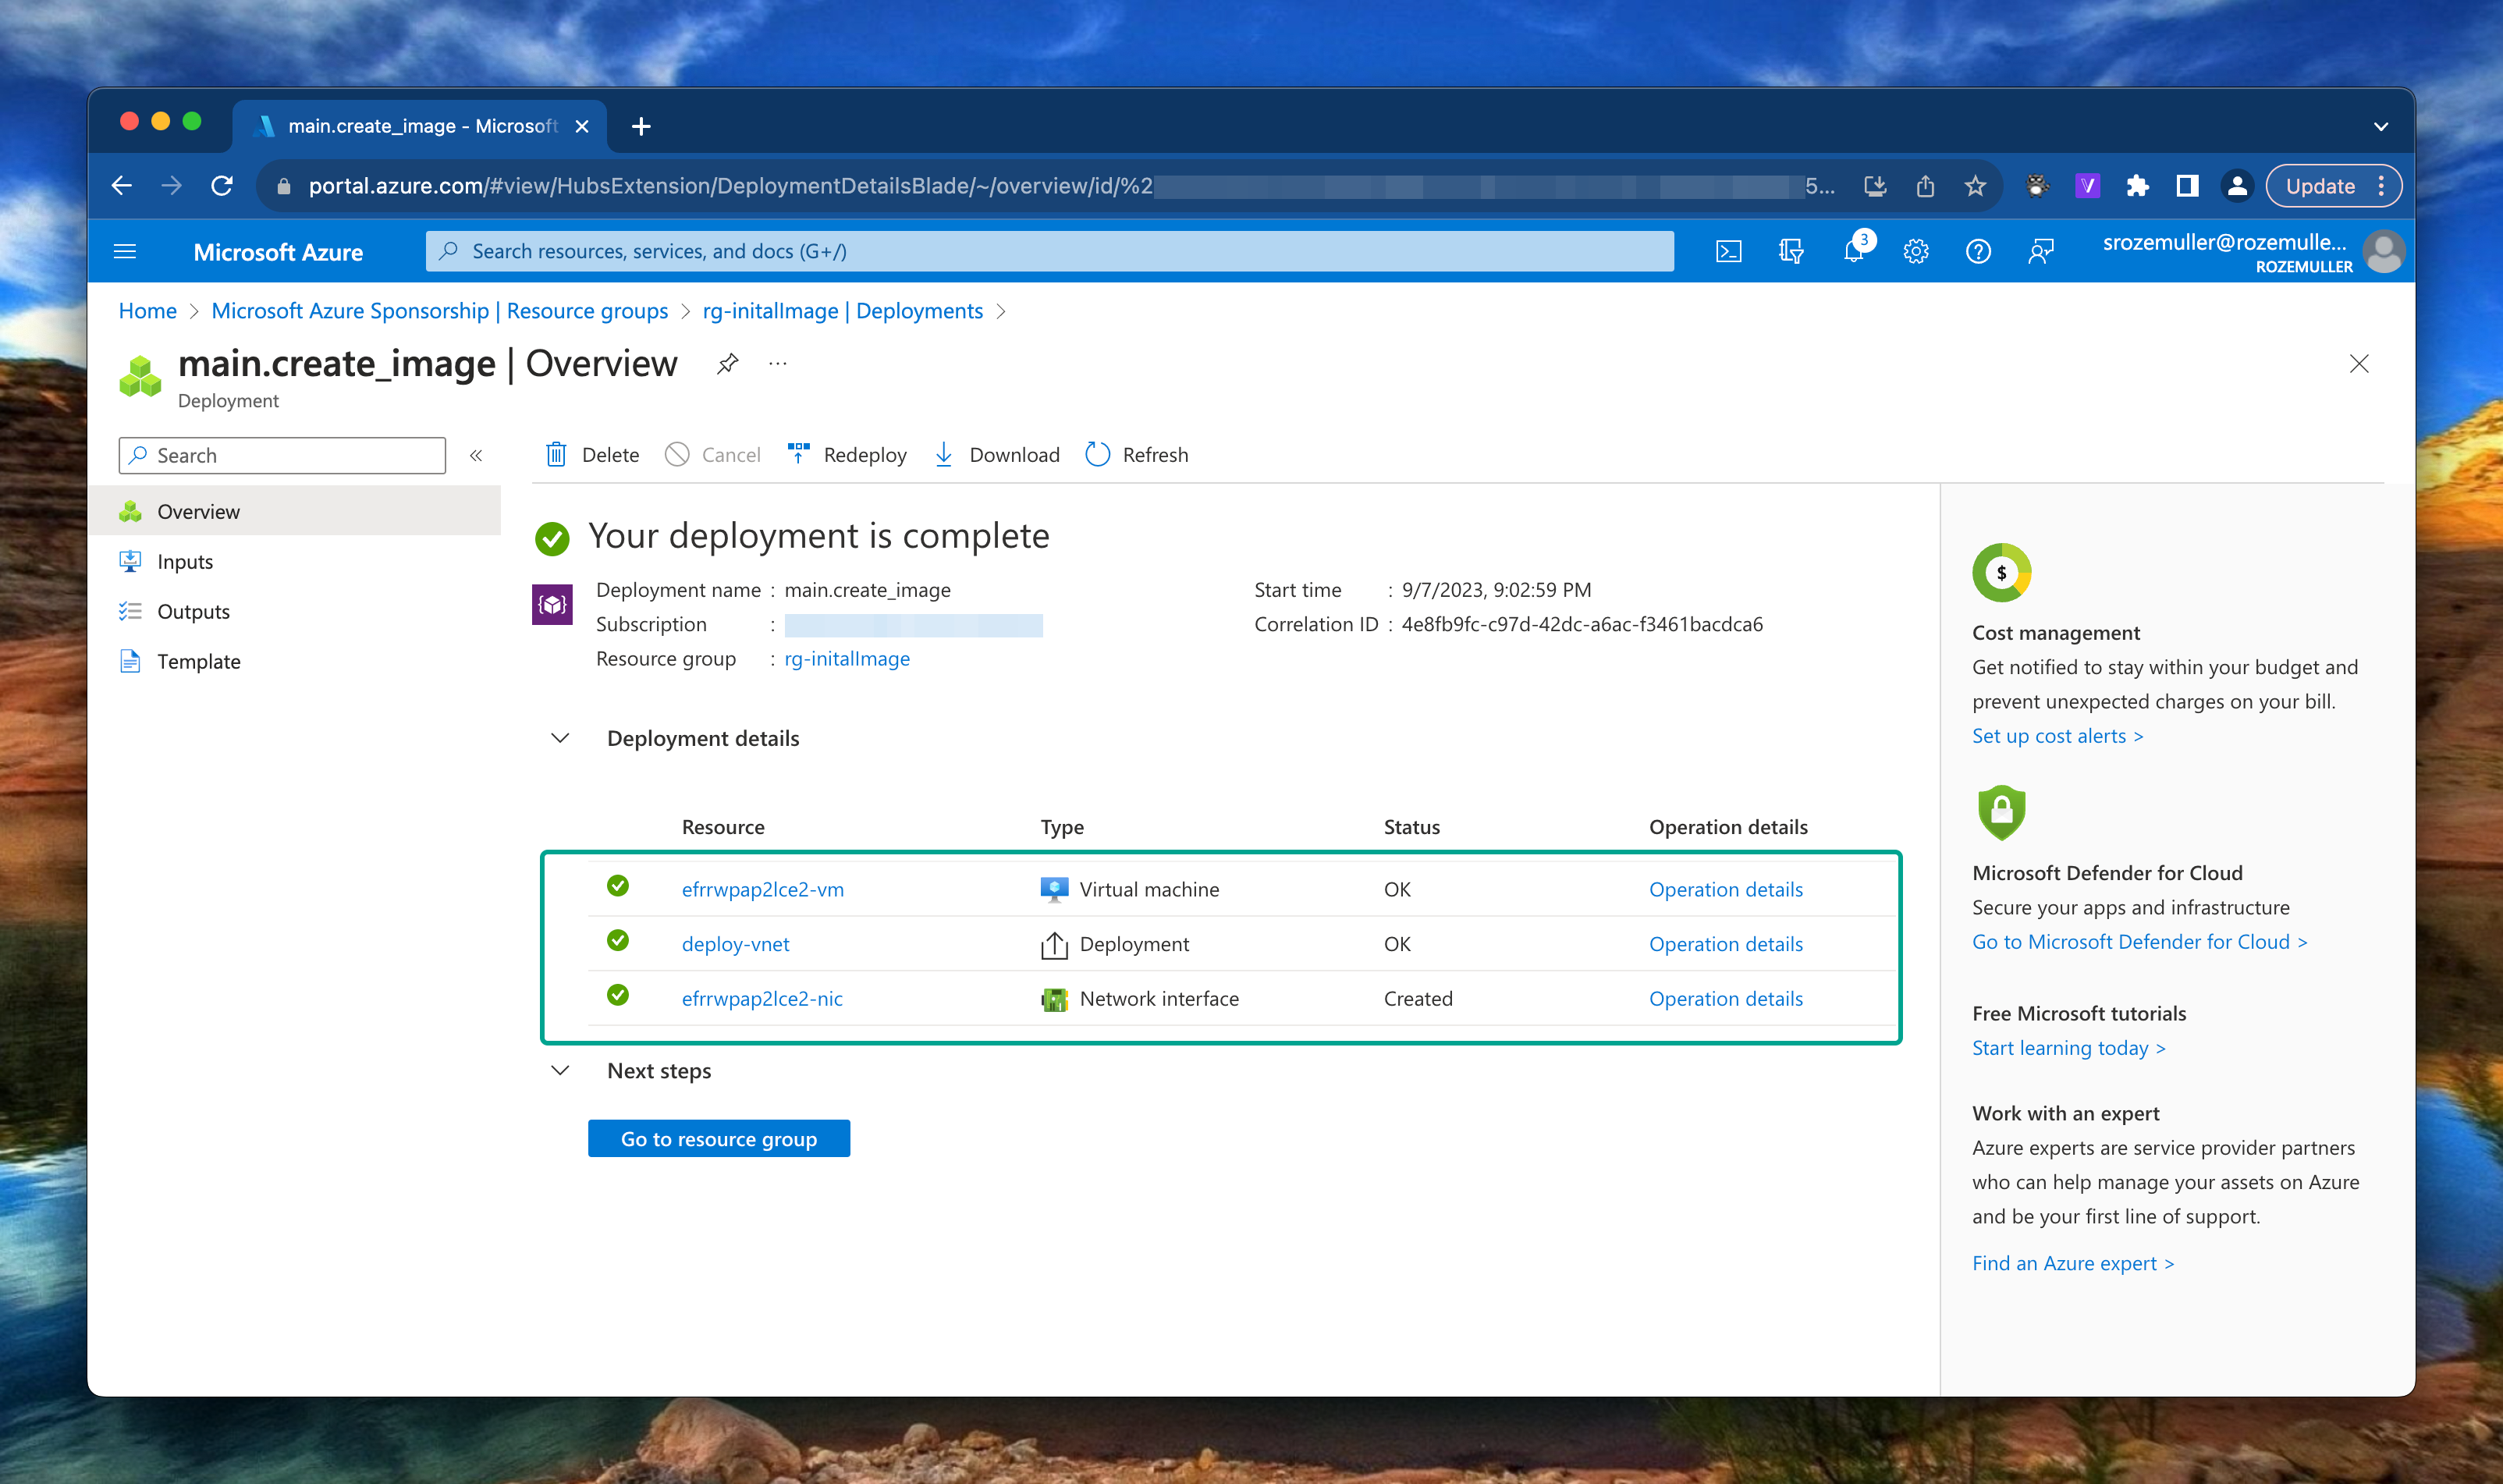 main.create_image - Microsoft
portal.azure.com/#view/HubsExtension/DeploymentDetailsBlade/~/overview/id/%2 5...
Update
Microsoft Azure
Search resources, services, and docs (G+/)
3
srozemuller@rozemulle...
ROZEMULLER
Home > Microsoft Azure Sponsorship | Resource groups > rg-initalImage | Deployments >
main.create_image | Overview
Deployment
Search
Delete
Cancel
Redeploy
Download
Refresh
Overview
Inputs
Outputs
Template
Your deployment is complete
Deployment name : main.create_image
Subscription :
Resource group : rg-initalImage
Start time : 9/7/2023, 9:02:59 PM
Correlation ID : 4e8fb9fc-c97d-42dc-a6ac-f3461bacdca6
Deployment details
Resource Type Status Operation details
efrrwpap2lce2-vm Virtual machine OK Operation details
deploy-vnet Deployment OK Operation details
efrrwpap2lce2-nic Network interface Created Operation details
Next steps
Go to resource group
$
Cost management
Get notified to stay within your budget and
prevent unexpected charges on your bill.
Set up cost alerts >
Microsoft Defender for Cloud
Secure your apps and infrastructure
Go to Microsoft Defender for Cloud >
Free Microsoft tutorials
Start learning today >
Work with an expert
Azure experts are service provider partners
who can help manage your assets on Azure
and be your first line of support.
Find an Azure expert >